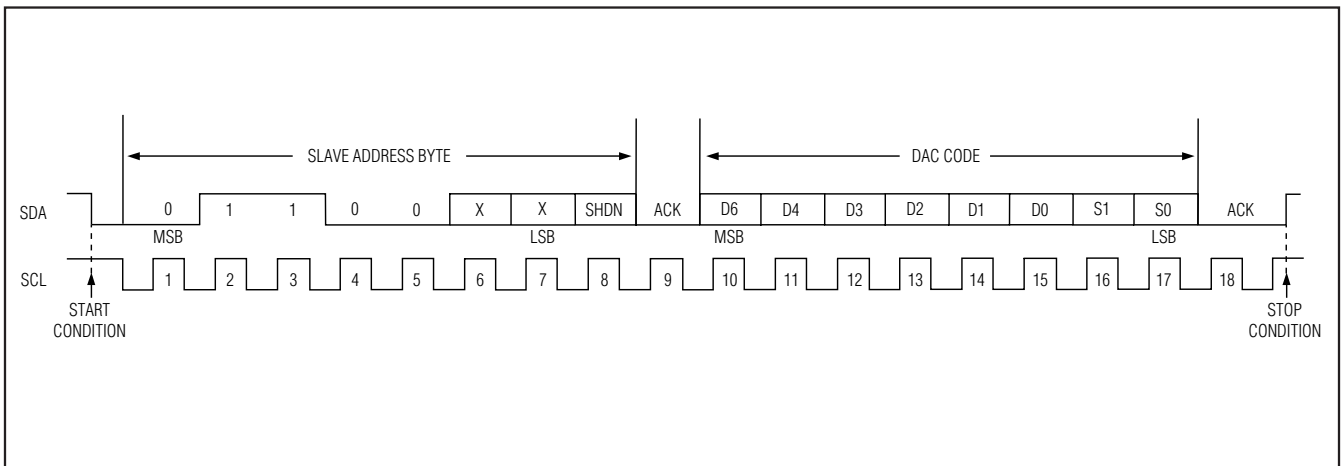 SLAVE ADDRESS BYTE DAC CODE
SDA 0 1 1 0 0 X X SHDN ACK D6 D4 D3 D2 D1 D0 S1 S0 ACK
MSB LSB MSB LSB
SCL 1 2 3 4 5 6 7 8 9 10 11 12 13 14 15 16 17 18
START CONDITION STOP CONDITION